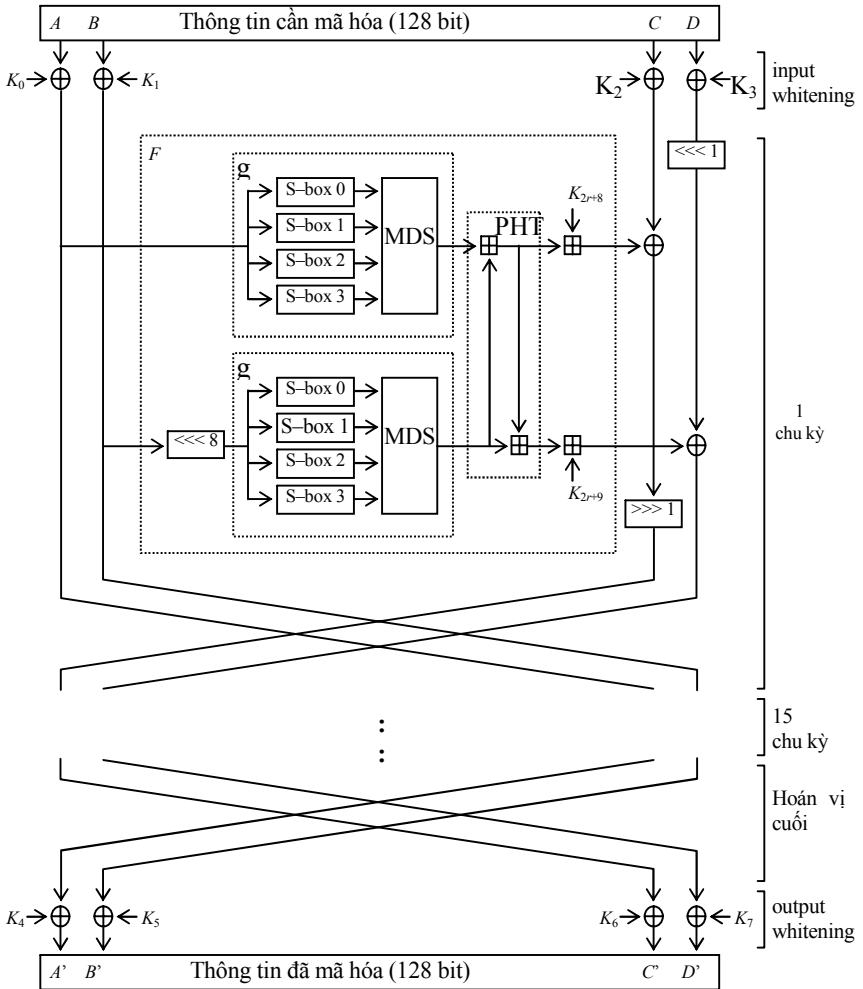 A B Thông tin cần mã hóa (128 bit) C D
K0 K1 K2 K3
input
whitening
F
<<< 1
g
S–box 0
S–box 1
S–box 2
S–box 3
MDS
PHT
K2r+8
g
S–box 0
S–box 1
S–box 2
S–box 3
MDS
<<< 8
K2r+9
>>> 1
1
chu kỳ
15
chu kỳ
Hoán vị
cuối
K4 K5 K6 K7
output
whitening
A’ B’ Thông tin đã mã hóa (128 bit) C’ D’